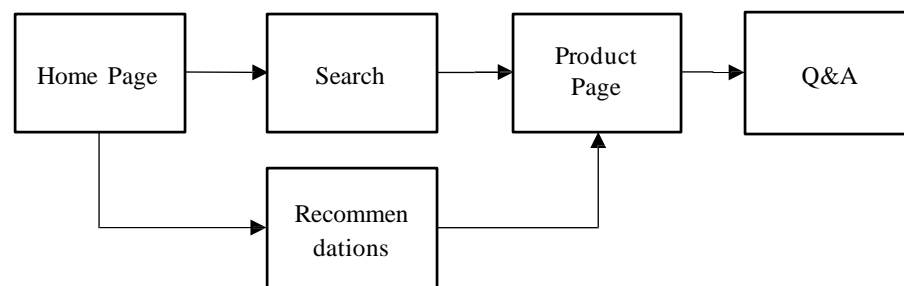 Home Page
Search
Product
Page
Q&A
Recommen
dations